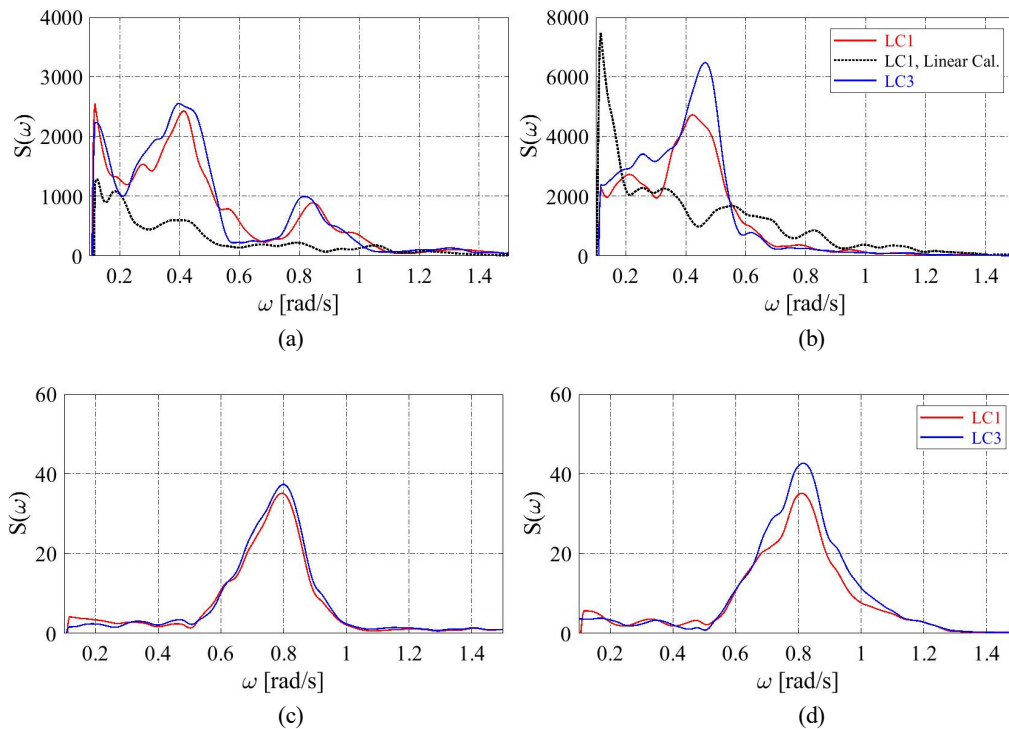 4000
3000
2000
1000
0
S(ω)
0.2 0.4 0.6 0.8 1 1.2 1.4
ω [rad/s]
(a)
8000
6000
4000
2000
0
S(ω)
LC1
LC1, Linear Cal.
LC3
0.2 0.4 0.6 0.8 1 1.2 1.4
ω [rad/s]
(b)
60
40
20
0
S(ω)
0.2 0.4 0.6 0.8 1 1.2 1.4
ω [rad/s]
(c)
60
40
20
0
S(ω)
LC1
LC3
0.2 0.4 0.6 0.8 1 1.2 1.4
ω [rad/s]
(d)